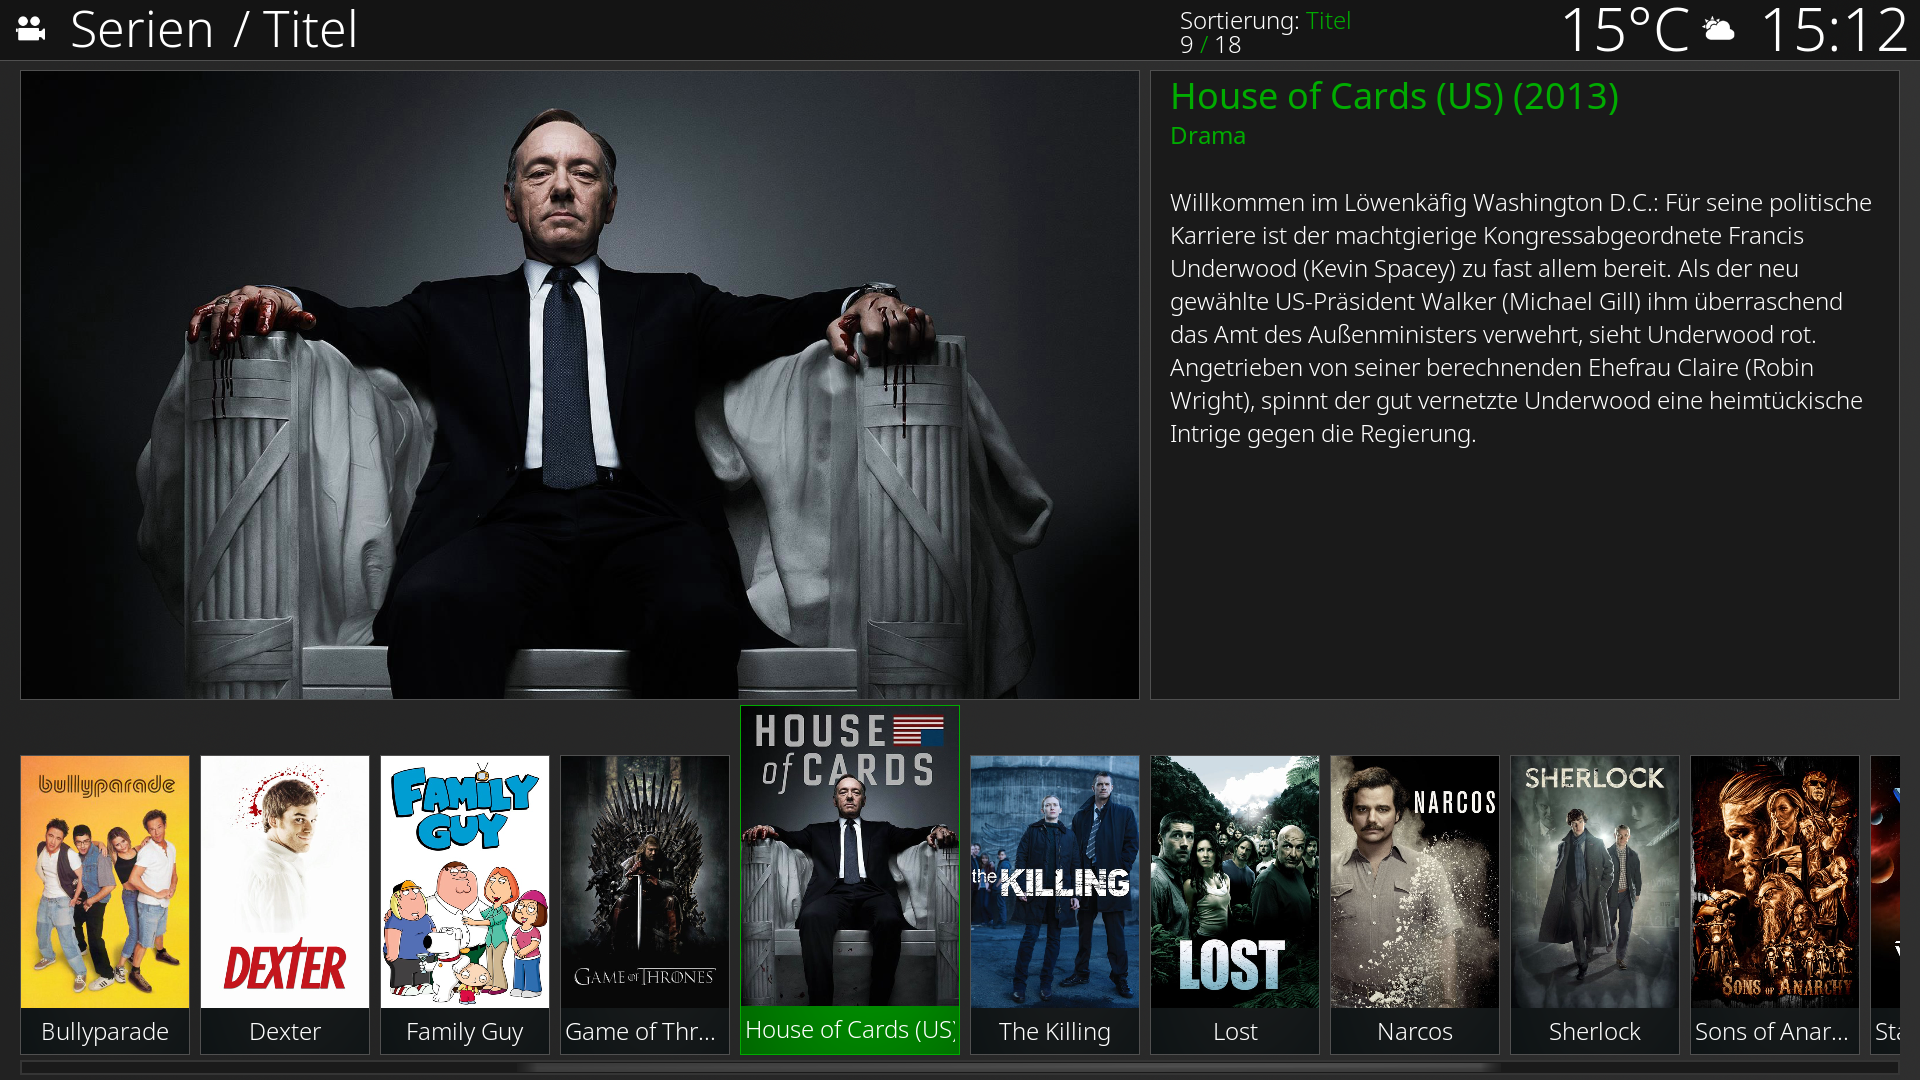 Serien / Titel
Sortierung: Titel
9 / 18
15°C
15:12
House of Cards (US) (2013)
Drama
Willkommen im Löwenkäfig Washington D.C.: Für seine politische
Karriere ist der machtgierige Kongressabgeordnete Francis
Underwood (Kevin Spacey) zu fast allem bereit. Als der neu
gewählte US-Präsident Walker (Michael Gill) ihm überraschend
das Amt des Außenministers verwehrt, sieht Underwood rot.
Angetrieben von seiner berechnenden Ehefrau Claire (Robin
Wright), spinnt der gut vernetzte Underwood eine heimtückische
Intrige gegen die Regierung.
bullyparade
DEXTER
FAMILY
GUY
GAME OF THRONES
HOUSE
of CARDS
the KILLING
LOST
NARCOS
SHERLOCK
SONS OF ANARCHY
Bullyparade
Dexter
Family Guy
Game of Thr...
House of Cards (US)
The Killing
Lost
Narcos
Sherlock
Sons of Anar...